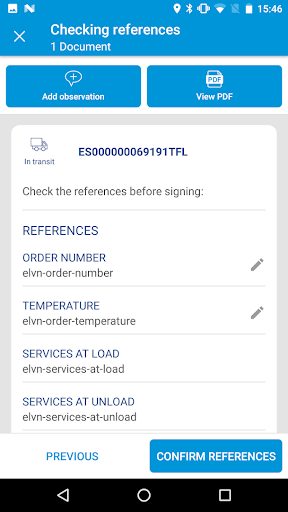 15:46
Checking references
1 Document
Add observation
PDF
View PDF
In transit
ES000000069191TFL
Check the references before signing:
REFERENCES
ORDER NUMBER
elvn-order-number
TEMPERATURE
elvn-order-temperature
SERVICES AT LOAD
elvn-services-at-load
SERVICES AT UNLOAD
elvn-services-at-unload
PREVIOUS
CONFIRM REFERENCES